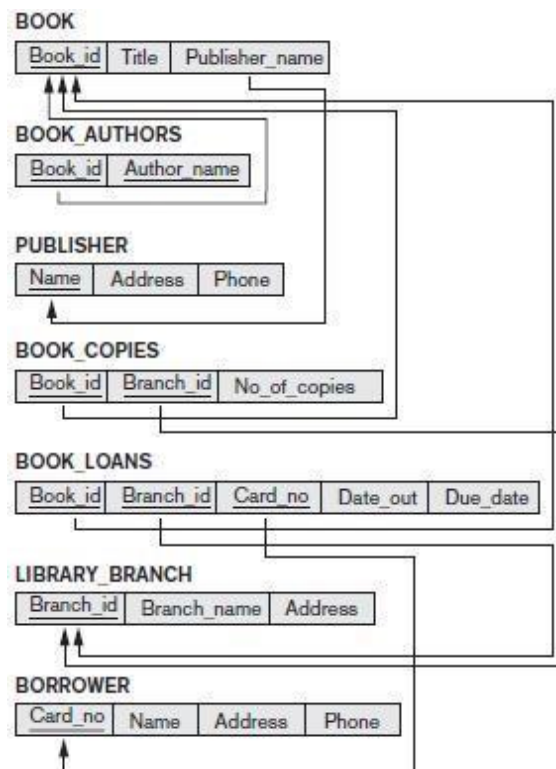 BOOK
Book_id Title Publisher_name
BOOK_AUTHORS
Book_id Author_name
PUBLISHER
Name Address Phone
BOOK_COPIES
Book_id Branch_id No_of_copies
BOOK_LOANS
Book_id Branch_id Card_no Date_out Due_date
LIBRARY_BRANCH
Branch_id Branch_name Address
BORROWER
Card_no Name Address Phone